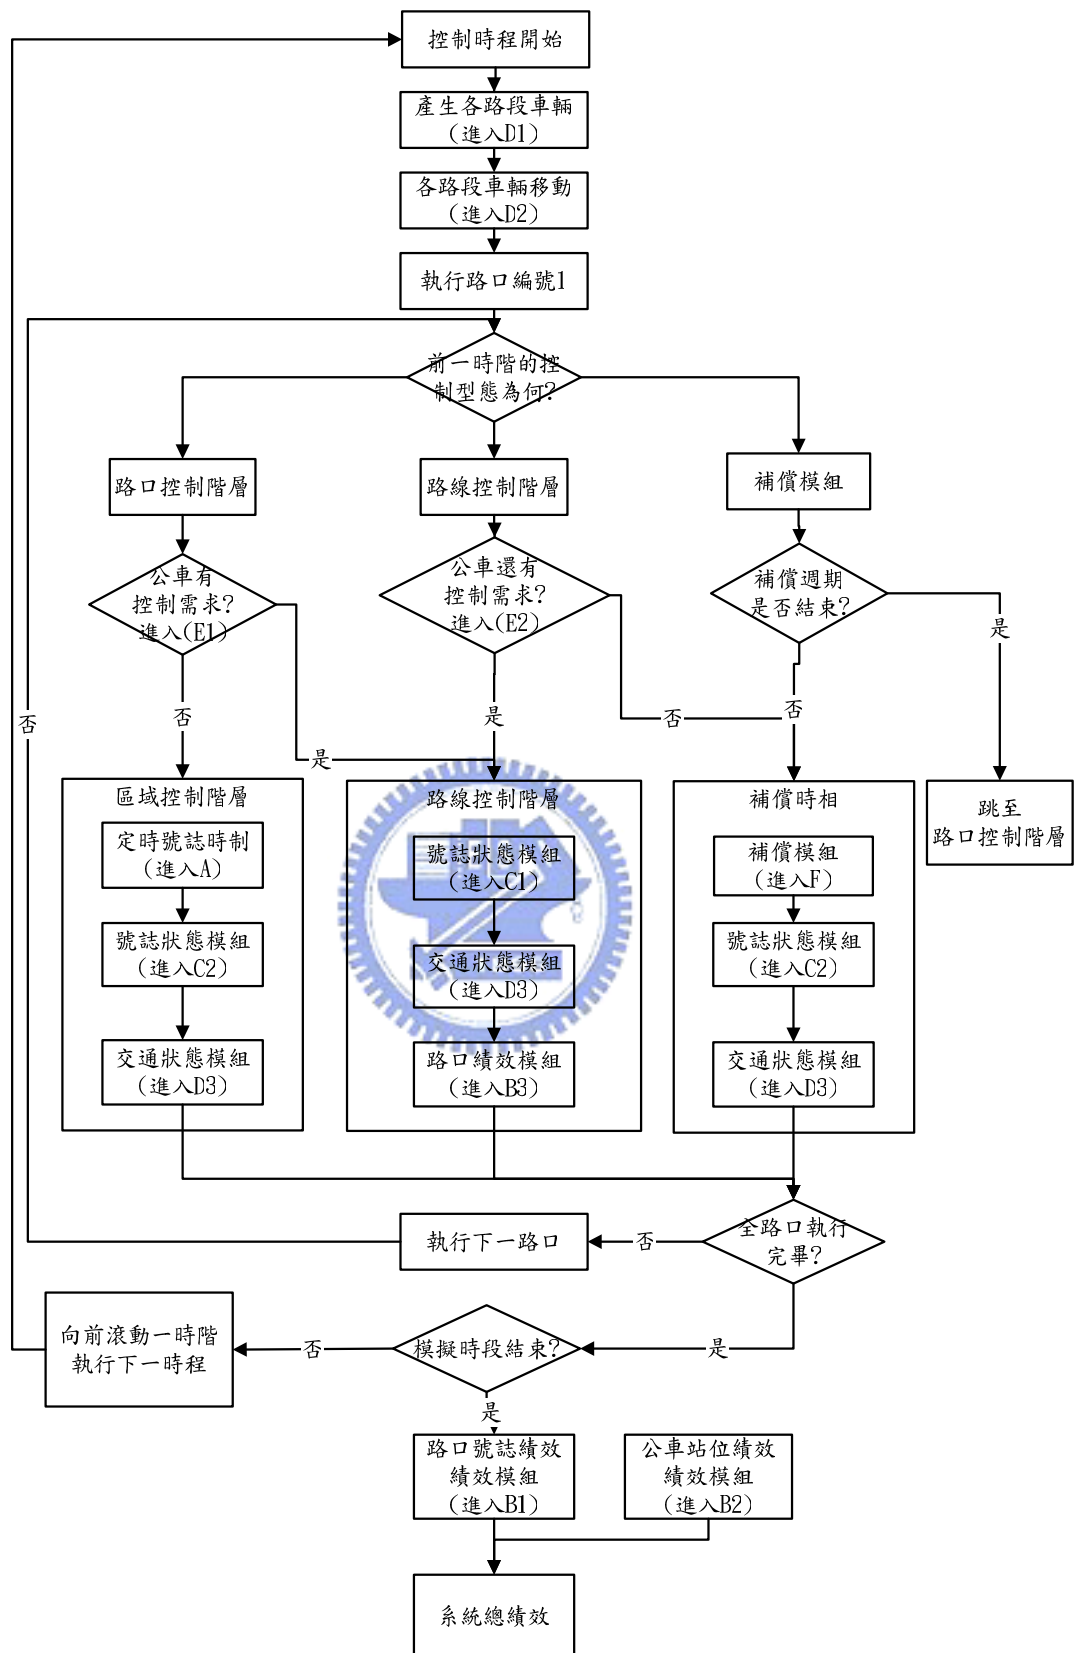 控制時程開始
產生各路段車輛
(進入D1)
各路段車輛移動
(進入D2)
執行路口編號1
前一時階的控
制型態為何?
路口控制階層
路線控制階層
補償模組
公車有
控制需求?
進入(E1)
公車還有
控制需求?
進入(E2)
補償週期
是否結束?
是
否
否
是
否
否
是
區域控制階層
定時號誌時制
(進入A)
號誌狀態模組
(進入C2)
交通狀態模組
(進入D3)
路線控制階層
號誌狀態模組
(進入C1)
交通狀態模組
(進入D3)
路口績效模組
(進入B3)
補償時相
補償模組
(進入F)
號誌狀態模組
(進入C2)
交通狀態模組
(進入D3)
跳至
路口控制階層
執行下一路口
否
全路口執行
完畢?
向前滾動一時階
執行下一時程
否
模擬時段結束?
是
是
路口號誌績效
績效模組
(進入B1)
公車站位績效
績效模組
(進入B2)
系統總績效